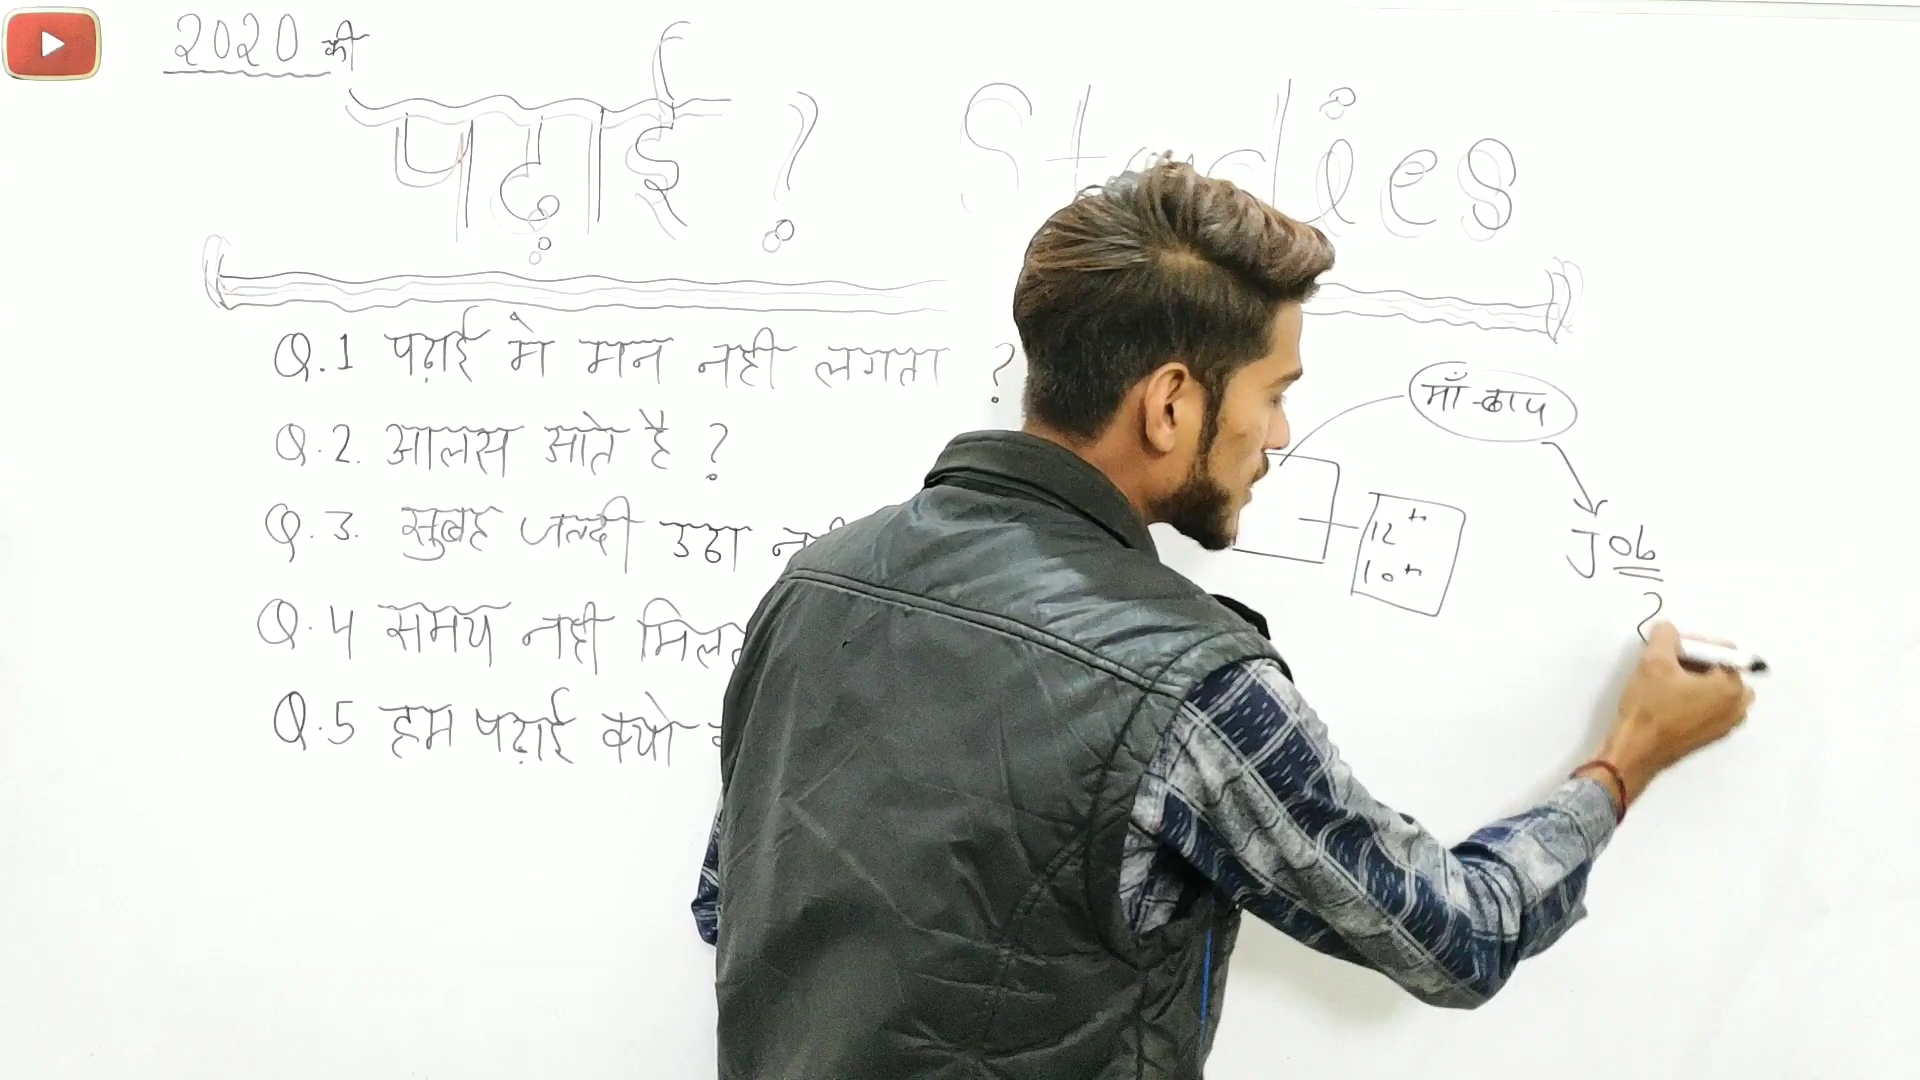 2020 की
पढ़ाई ? Studies
Q.1 पढ़ाई मे मन नही लगता ?
Q.2. आलस आते है ?
Q.3. सुबह जल्दी उठा
Q.4 समय नही
Q.5 हम पढ़ाई क्यो
माँ-बाप
12th
10th
Job
?